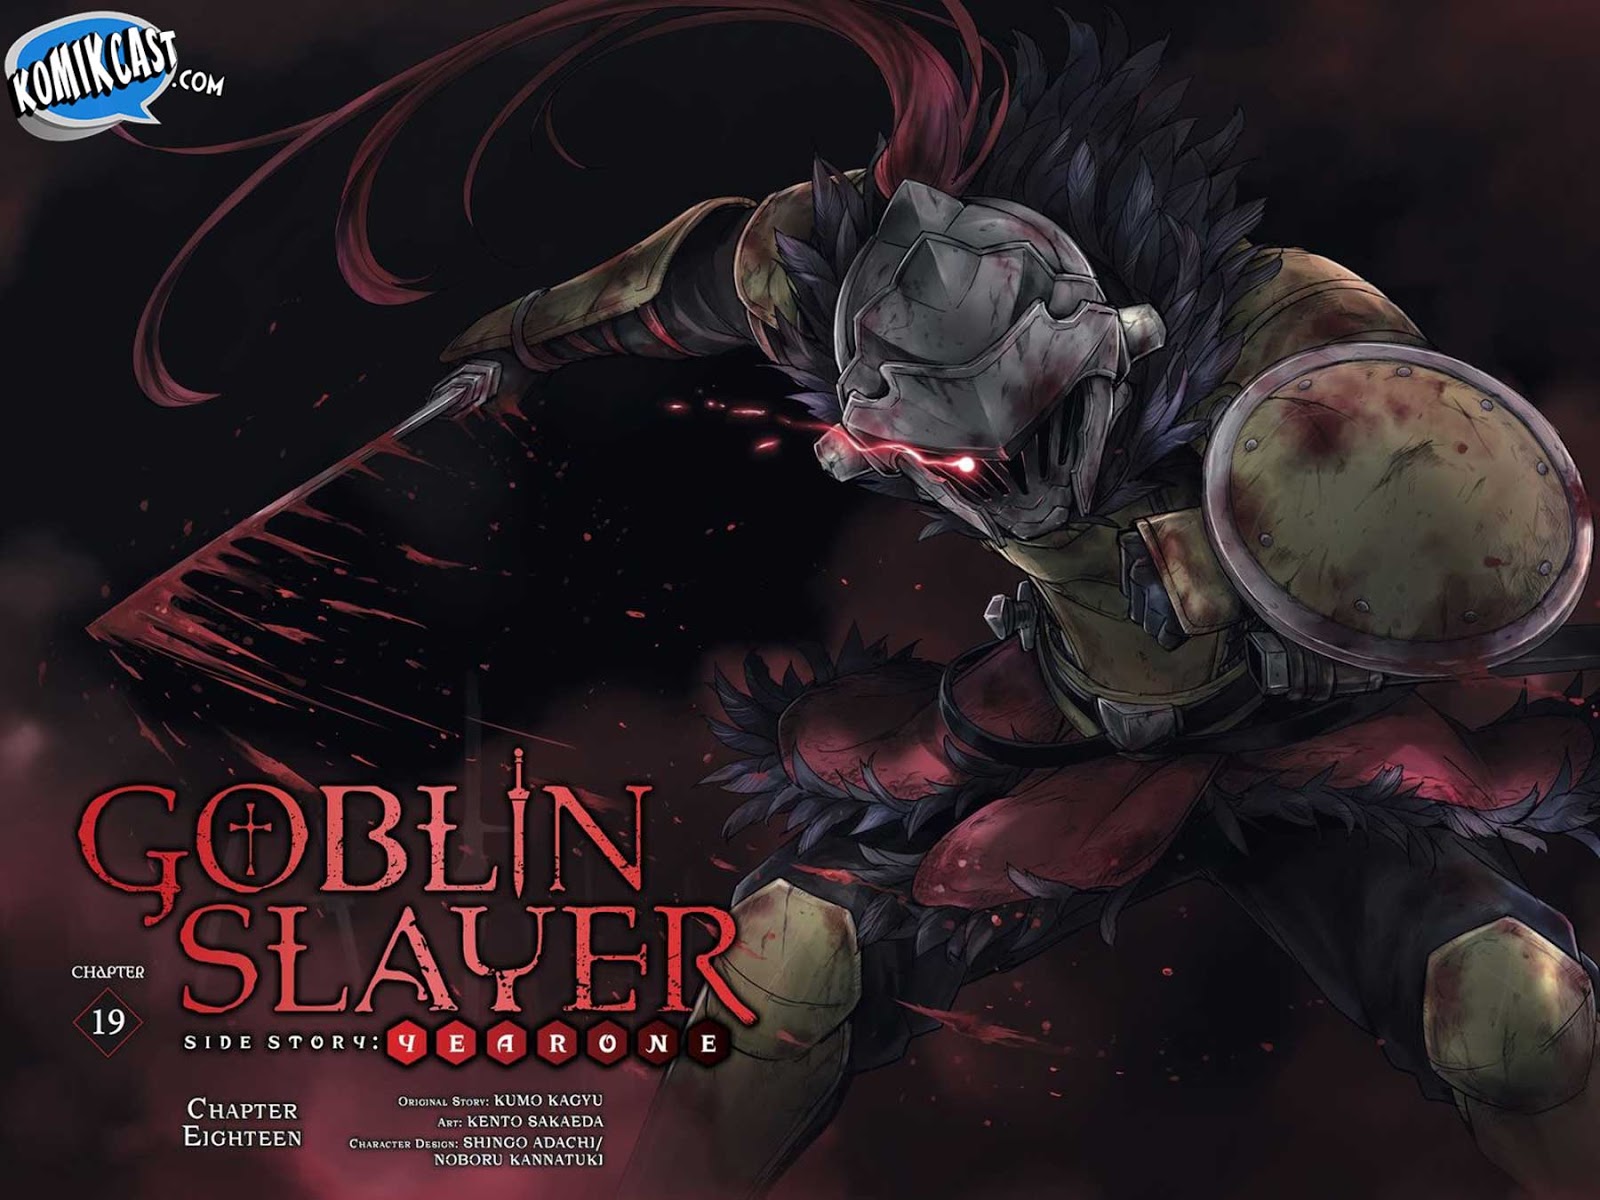 KOMIKCAST.COM
GOBLIN
SLAYER
SIDE STORY: YEAR ONE
CHAPTER
19
CHAPTER
EIGHTEEN
ORIGINAL STORY: KUMO KAGYU
ART: KENTO SAKAEDA
CHARACTER DESIGN: SHINGO ADACHI/
NOBORU KANNATUKI